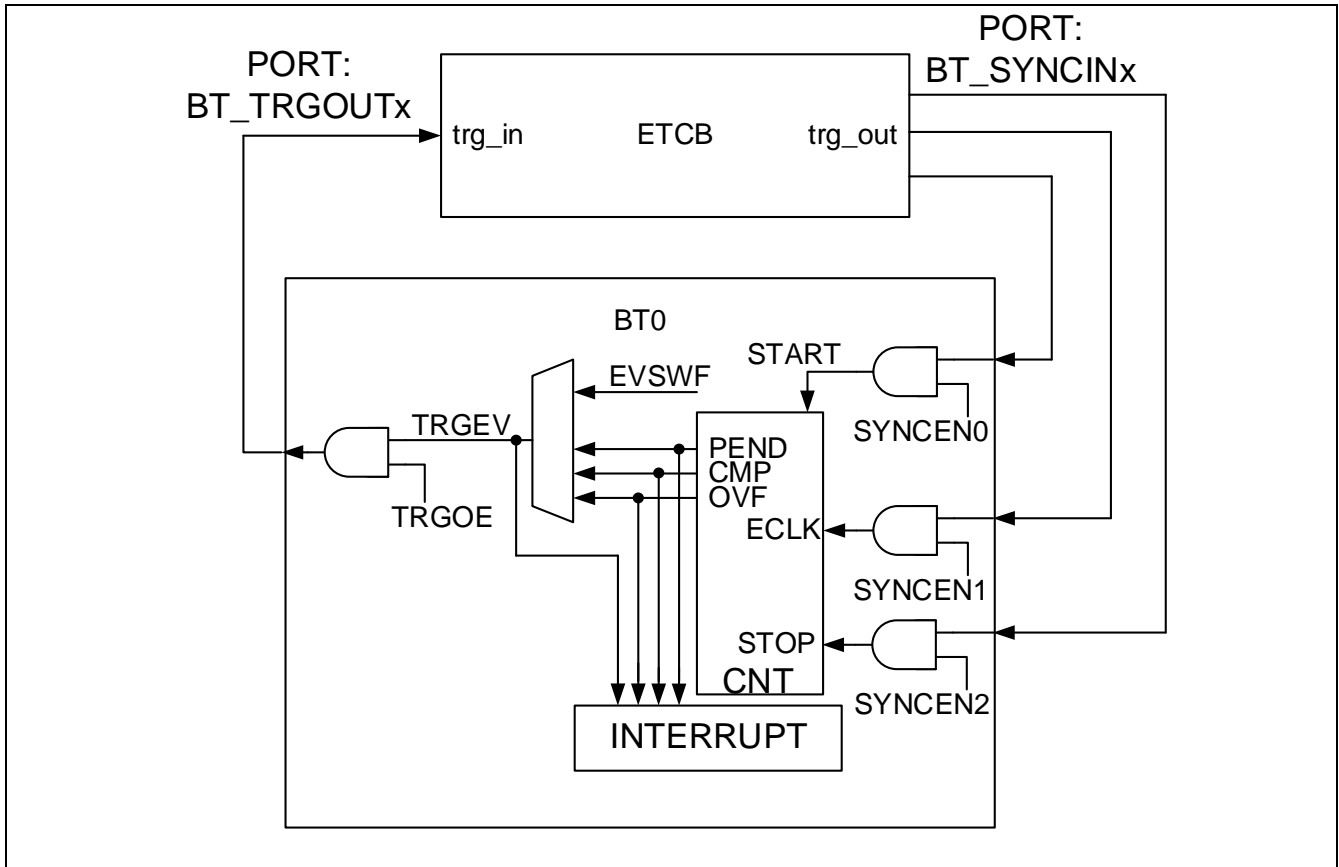 PORT:
BT_TRGOUTx
PORT:
BT_SYNCINx
trg_in
ETCB
trg_out
BT0
START
EVSWF
SYNCEN0
TRGEV
PEND
CMP
OVF
TRGOE
ECLK
SYNCEN1
STOP
CNT
SYNCEN2
INTERRUPT